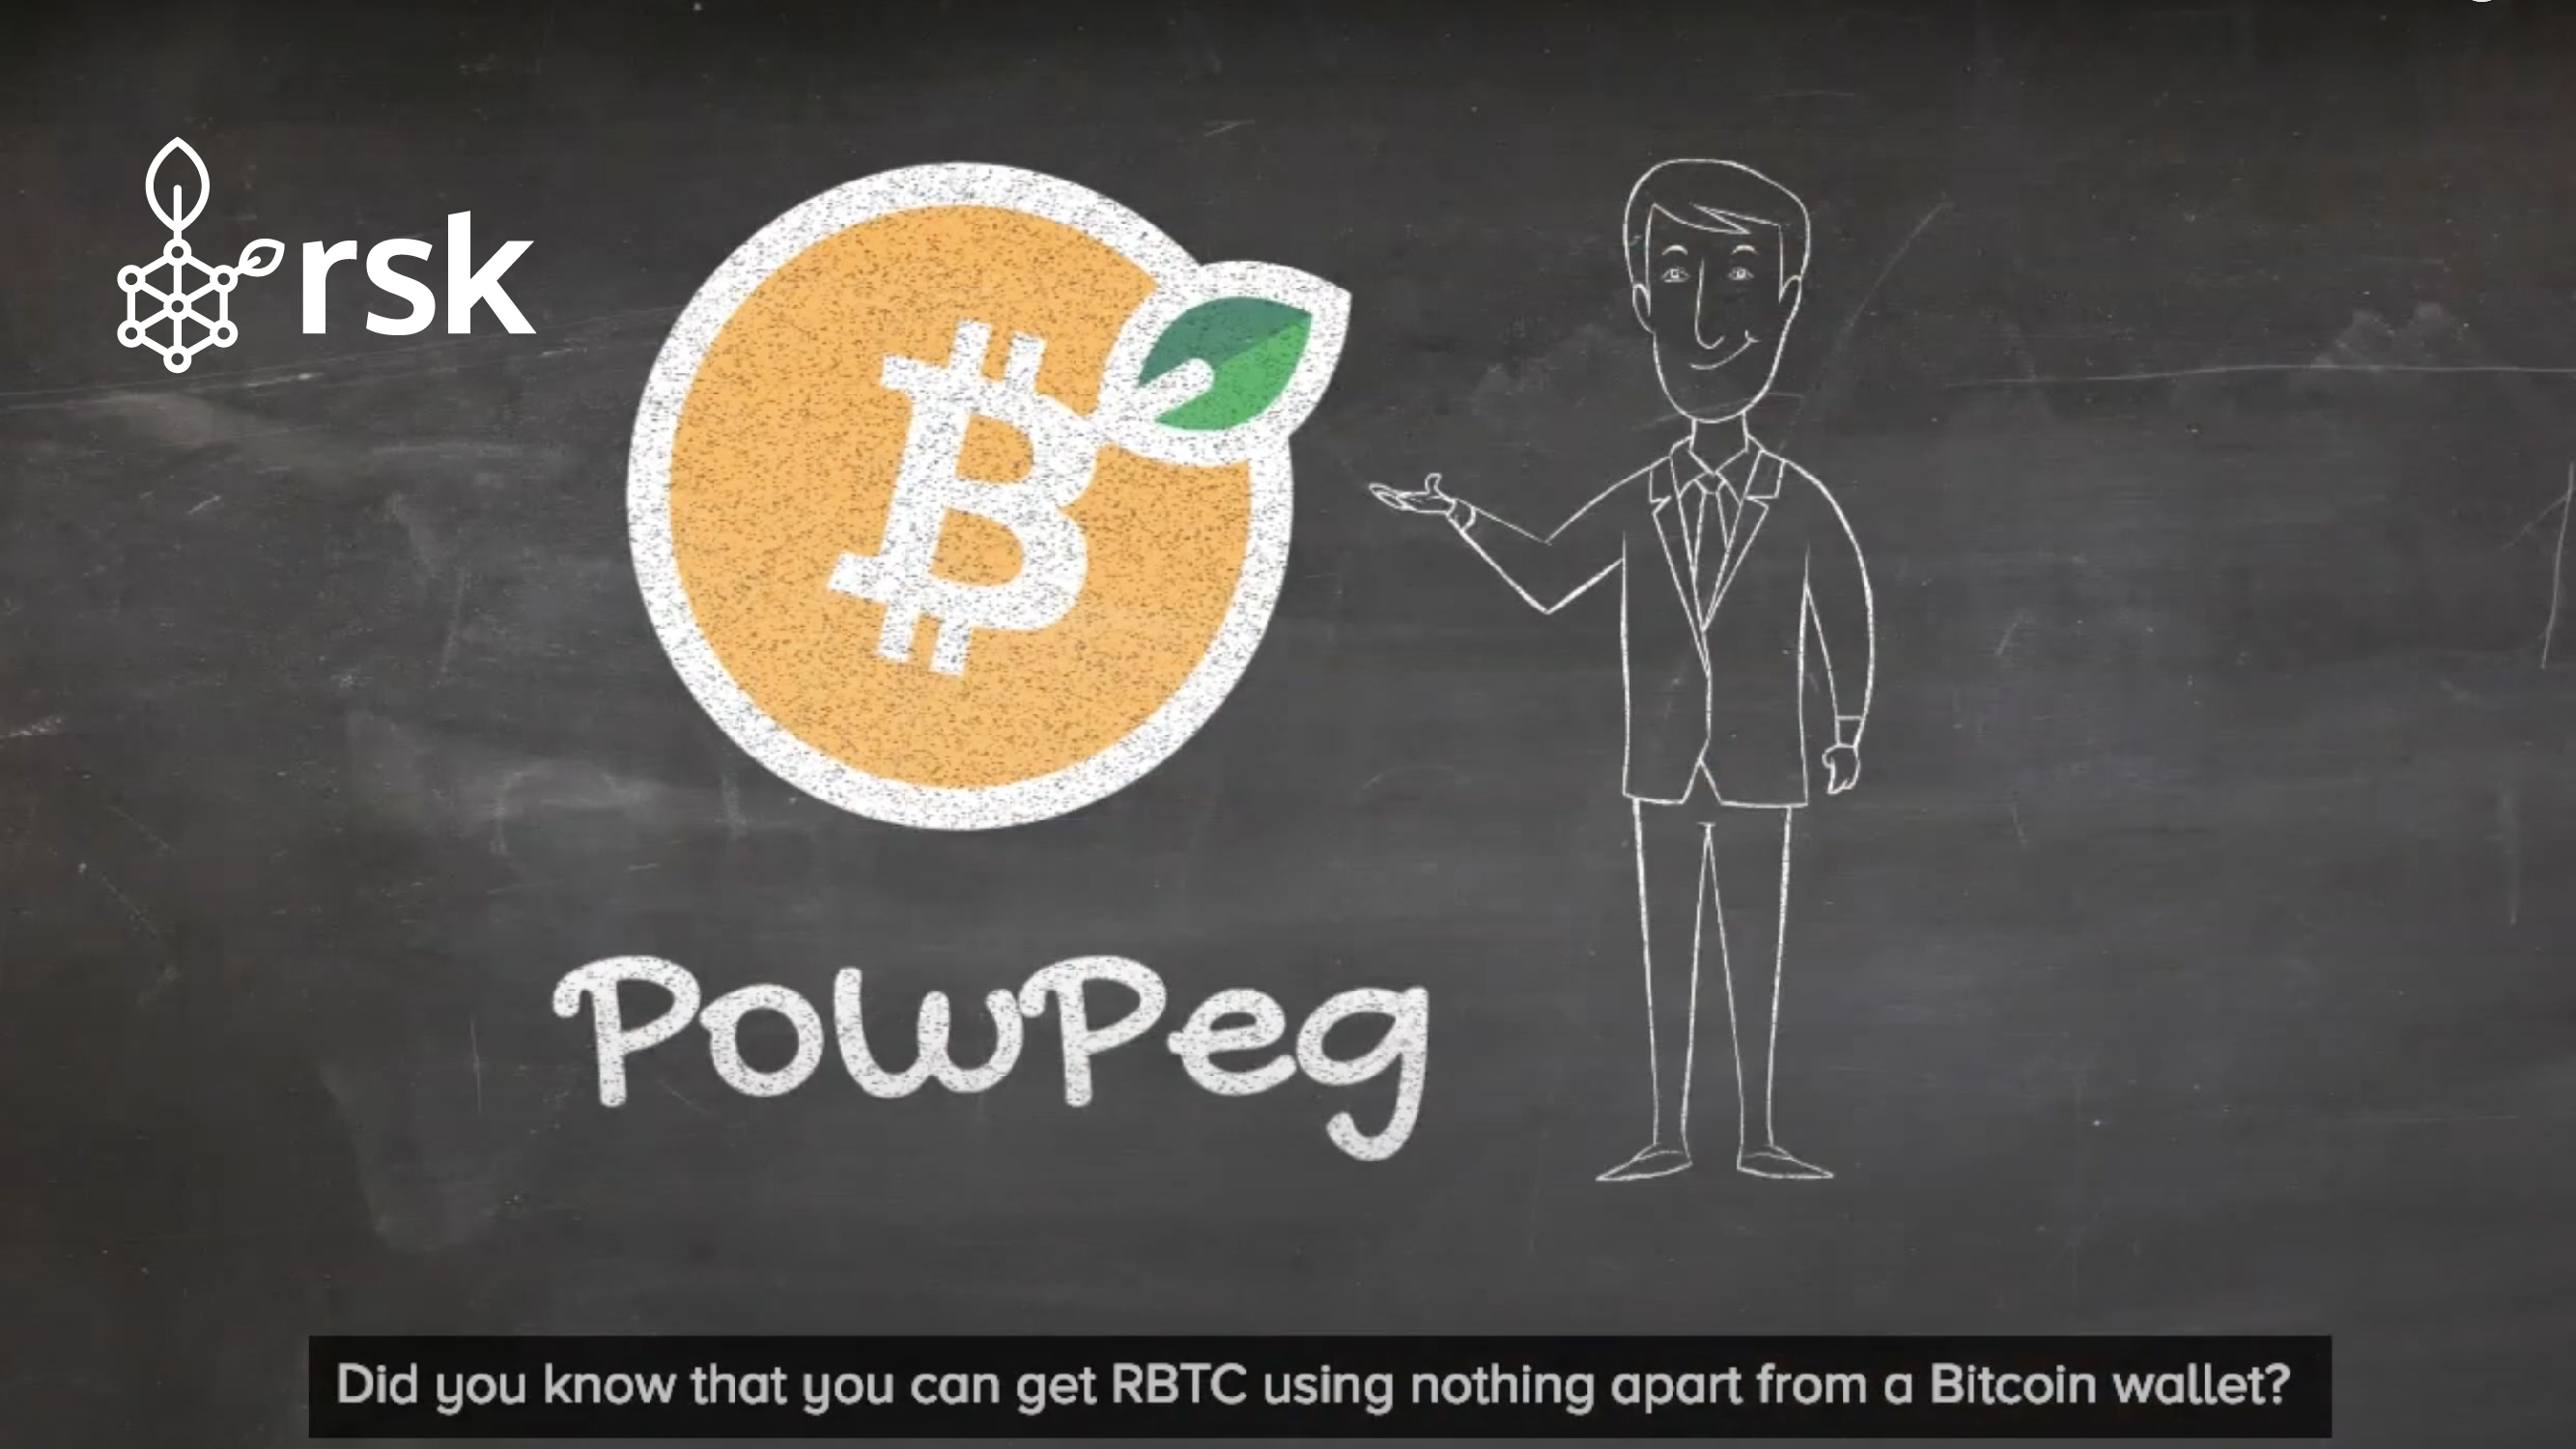 rsk
PowPeg
Did you know that you can get RBTC using nothing apart from a Bitcoin wallet?